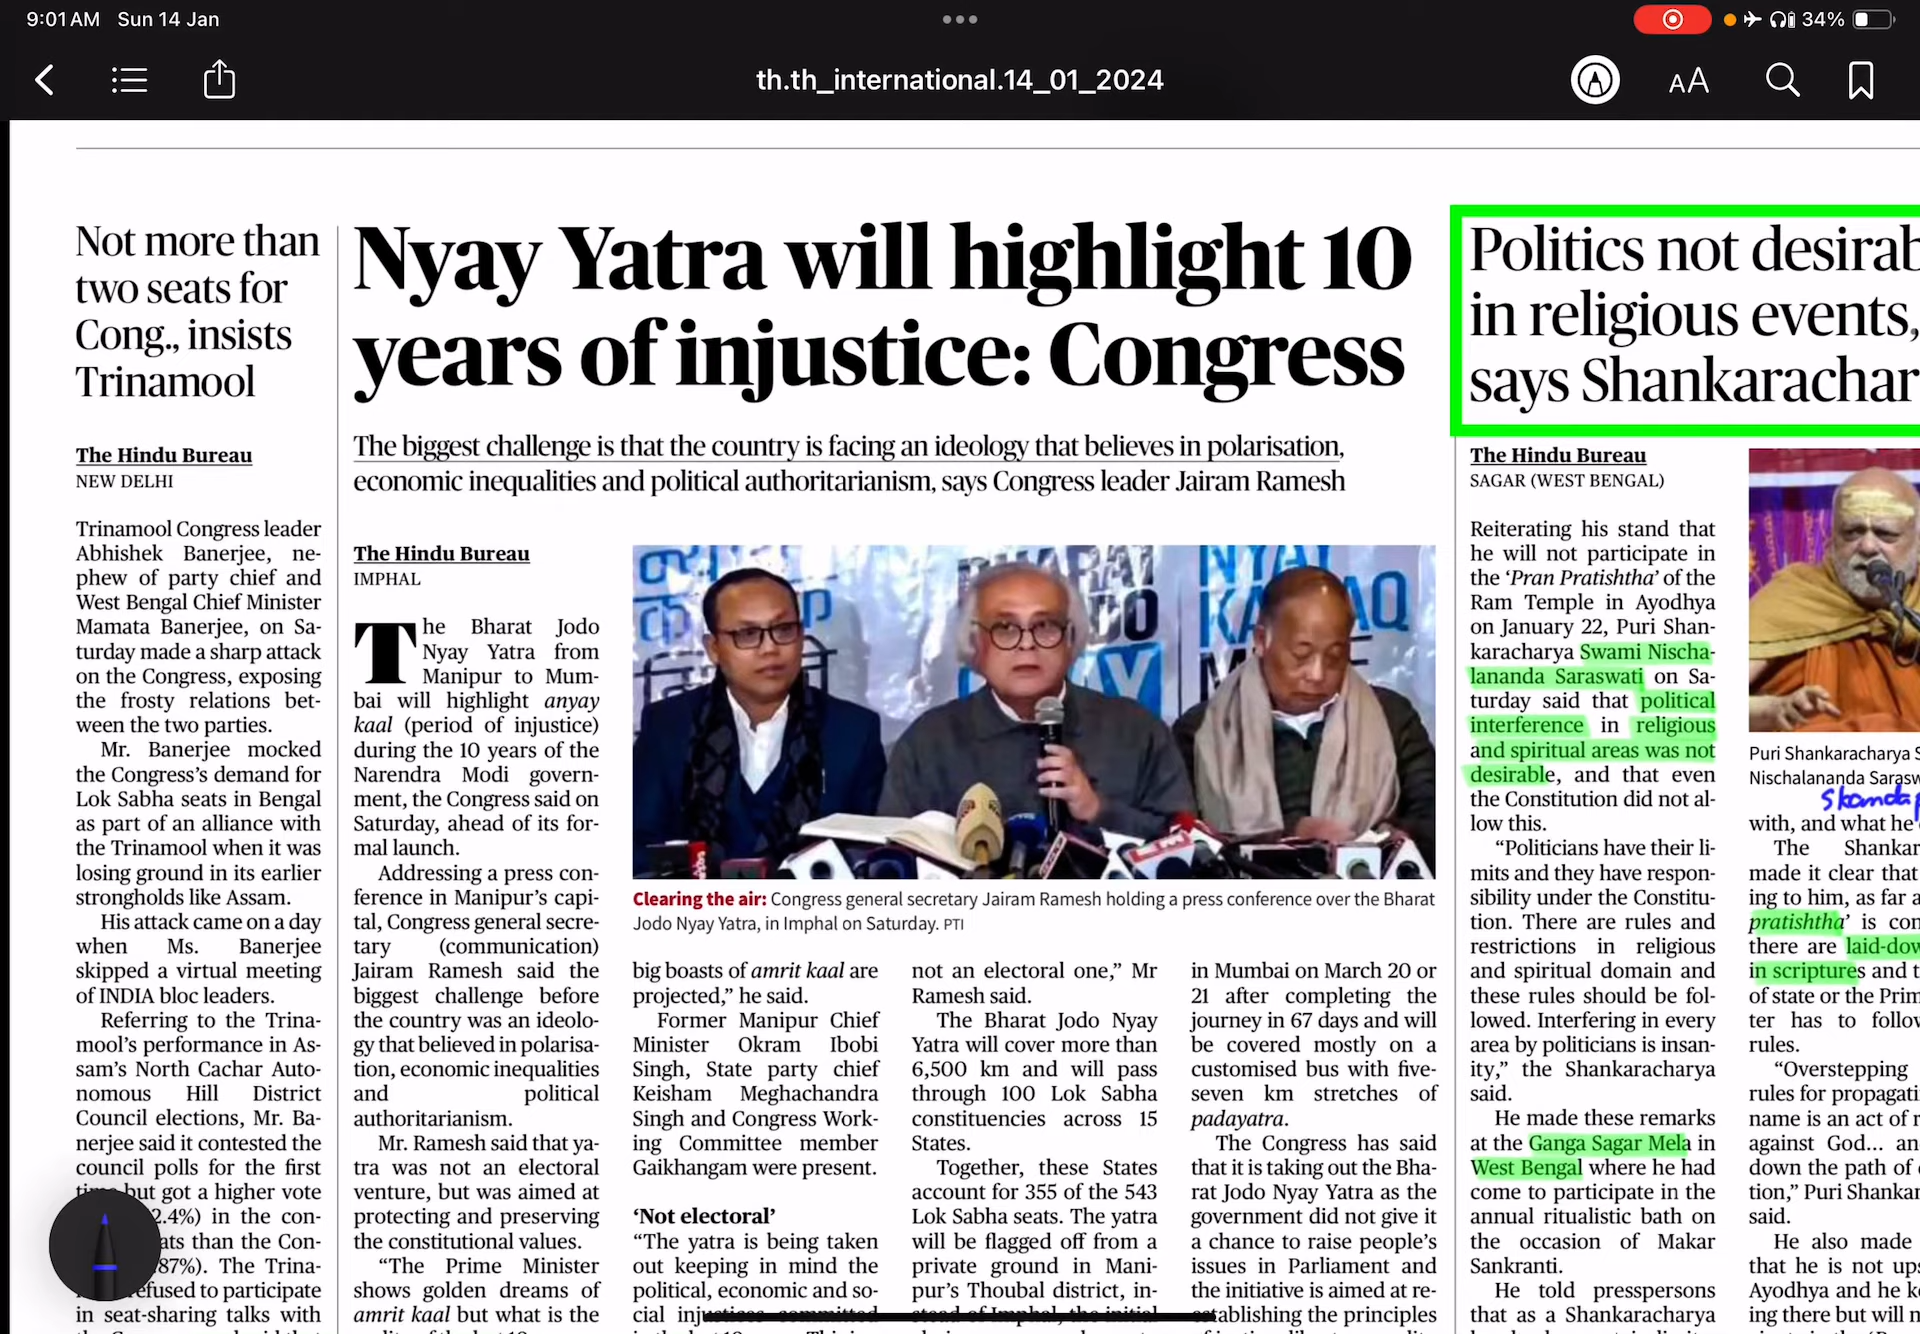 9:01 AM Sun 14 Jan
34%
th.th_international.14_01_2024
AA
Not more than
two seats for
Cong., insists
Trinamool
The Hindu Bureau
NEW DELHI
Trinamool Congress leader
Abhishek Banerjee, ne-
phew of party chief and
West Bengal Chief Minister
Mamata Banerjee, on Sa-
turday made a sharp attack
on the Congress, exposing
the frosty relations bet-
ween the two parties.
Mr. Banerjee mocked
the Congress's demand for
Lok Sabha seats in Bengal
as part of an alliance with
the Trinamool when it was
losing ground in its earlier
strongholds like Assam.
His attack came on a day
when Ms. Banerjee
skipped a virtual meeting
of INDIA bloc leaders.
Referring to the Trina-
mool's performance in As-
sam's North Cachar Auto-
nomous Hill District
Council elections, Mr. Ba-
nerjee said it contested the
council polls for the first
but got a higher vote
2.4%) in the con-
than the Con-
87%). The Trina-
refused to participate
in seat-sharing talks with
Nyay Yatra will highlight 10
years of injustice: Congress
The biggest challenge is that the country is facing an ideology that believes in polarisation,
economic inequalities and political authoritarianism, says Congress leader Jairam Ramesh
The Hindu Bureau
IMPHAL
The Bharat Jodo
Nyay Yatra from
Manipur to Mum-
bai will highlight anyay
kaal (period of injustice)
during the 10 years of the
Narendra Modi govern-
ment, the Congress said on
Saturday, ahead of its for-
mal launch.
Addressing a press con-
ference in Manipur's capi-
tal, Congress general secre-
tary (communication)
Jairam Ramesh said the
biggest challenge before
the country was an ideolo-
gy that believed in polarisa-
tion, economic inequalities
and political
authoritarianism.
Mr. Ramesh said that ya-
tra was not an electoral
venture, but was aimed at
protecting and preserving
the constitutional values.
"The Prime Minister
shows golden dreams of
amrit kaal but what is the
BHARAT
NYAY
Clearing the air: Congress general secretary Jairam Ramesh holding a press conference over the Bharat
Jodo Nyay Yatra, in Imphal on Saturday. PTI
big boasts of amrit kaal are
projected," he said.
Former Manipur Chief
Minister Okram Ibobi
Singh, State party chief
Keisham Meghachandra
Singh and Congress Work-
ing Committee member
Gaikhangam were present.
'Not electoral'
"The yatra is being taken
out keeping in mind the
political, economic and so-
cial injustices committed
not an electoral one," Mr
Ramesh said.
The Bharat Jodo Nyay
Yatra will cover more than
6,500 km and will pass
through 100 Lok Sabha
constituencies across 15
States.
Together, these States
account for 355 of the 543
Lok Sabha seats. The yatra
will be flagged off from a
private ground in Mani-
pur's Thoubal district, in-
stead of Imphal, the initial
in Mumbai on March 20 or
21 after completing the
journey in 67 days and will
be covered mostly on a
customised bus with five-
seven km stretches of
padayatra.
The Congress has said
that it is taking out the Bha-
rat Jodo Nyay Yatra as the
government did not give it
a chance to raise people's
issues in Parliament and
the initiative is aimed at re-
establishing the principles
Politics not desirab
in religious events,
says Shankarachar
The Hindu Bureau
SAGAR (WEST BENGAL)
Reiterating his stand that
he will not participate in
the 'Pran Pratishtha' of the
Ram Temple in Ayodhya
on January 22, Puri Shan-
karacharya Swami Nischa-
lananda Saraswati on Sa-
turday said that political
interference in religious
and spiritual areas was not
desirable, and that even
the Constitution did not al-
low this.
"Politicians have their li-
mits and they have respon-
sibility under the Constitu-
tion. There are rules and
restrictions in religious
and spiritual domain and
these rules should be fol-
lowed. Interfering in every
area by politicians is insan-
ity," the Shankaracharya
said.
He made these remarks
at the Ganga Sagar Mela in
West Bengal where he had
come to participate in the
annual ritualistic bath on
the occasion of Makar
Sankranti.
He told presspersons
that as a Shankaracharya
Puri Shankaracharya S
Nischalananda Sarasw
Skandap
with, and what he
The Shankar
made it clear that
ing to him, as far a
pratishtha' is con
there are laid-dow
in scriptures and t
of state or the Prim
ter has to follow
rules.
"Overstepping
rules for propagati
name is an act of r
against God... an
down the path of
tion," Puri Shankar
said.
He also made
that he is not ups
Ayodhya and he k
ing there but will n